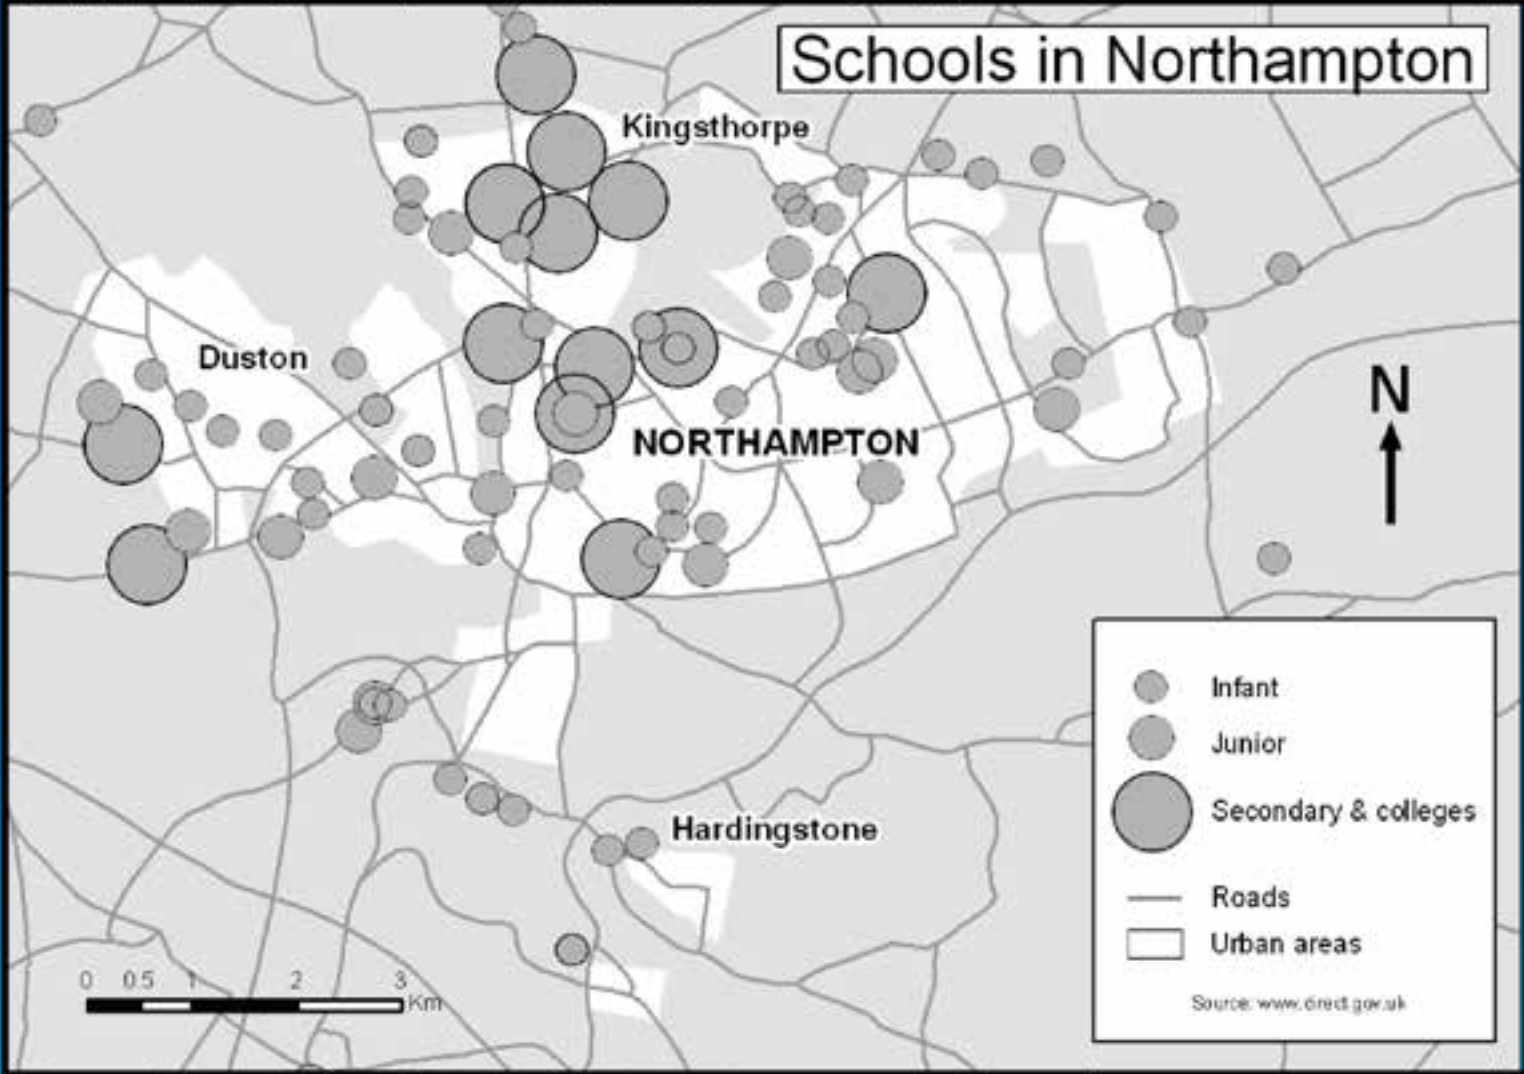 Schools in Northampton
Kingsthorpe
Duston
NORTHAMPTON
N
Hardingstone
Infant
Junior
Secondary & colleges
Roads
Urban areas
Source: www.direct.gov.uk
0 0.5 1 2 3
Km